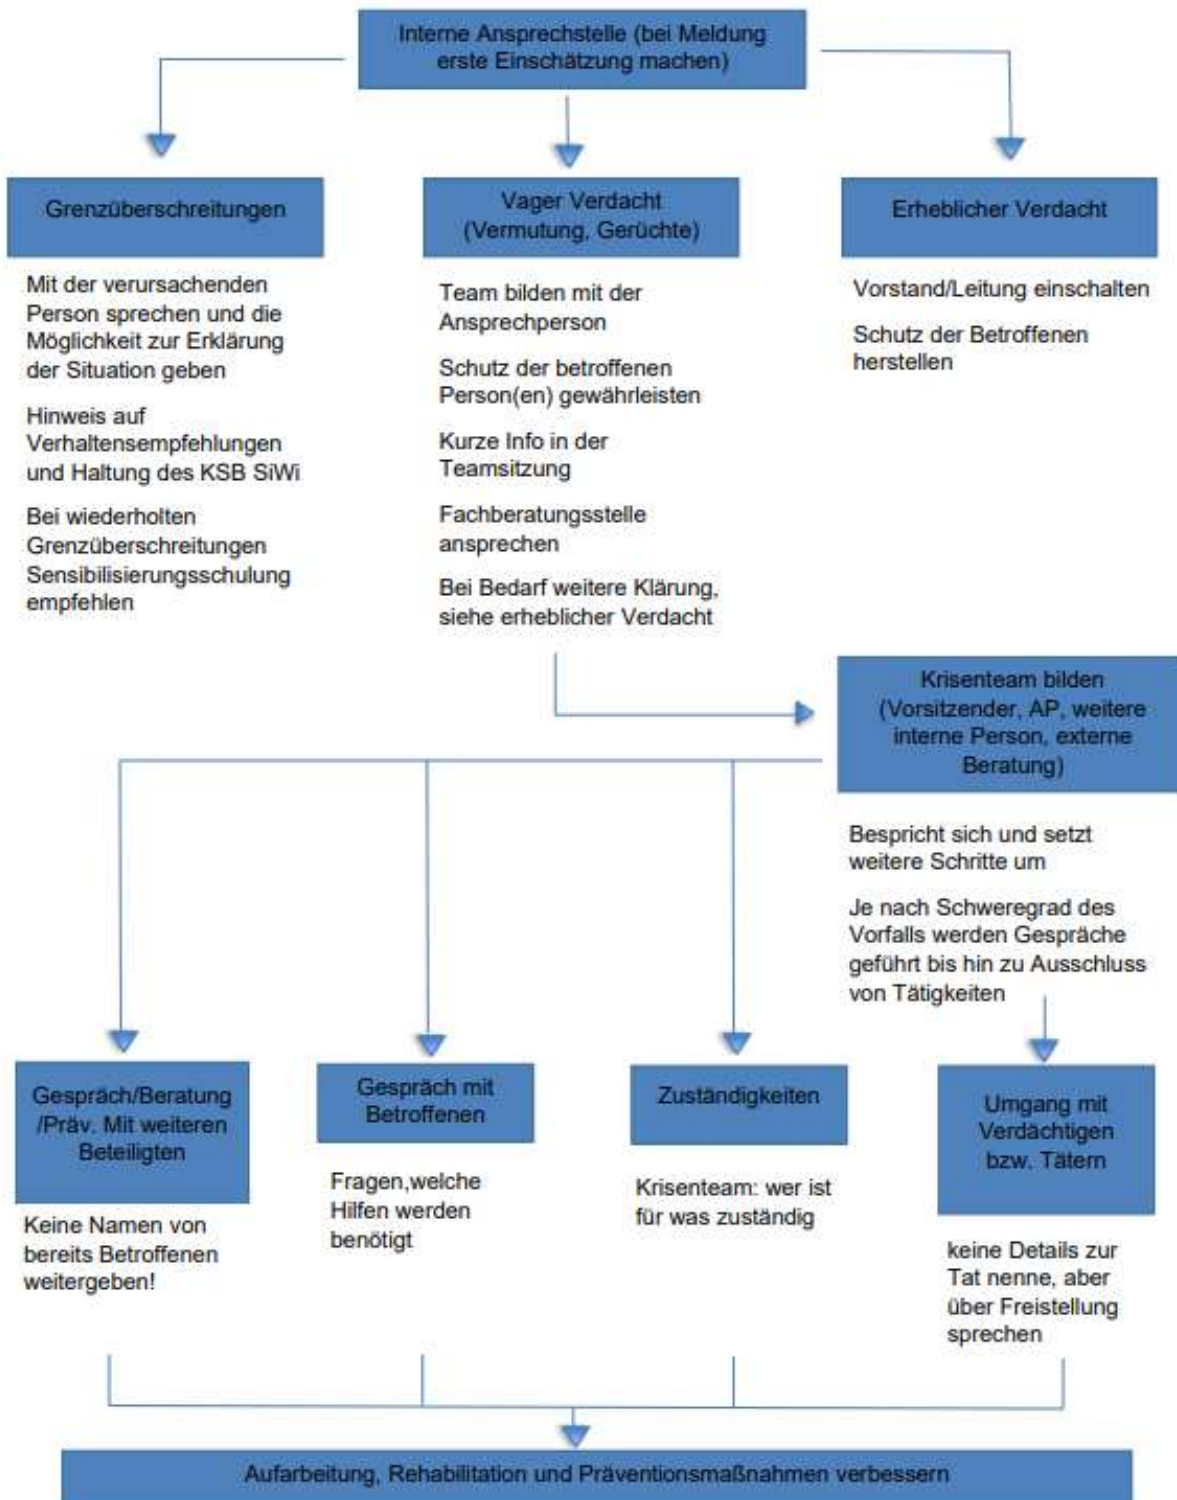 Interne Ansprechstelle (bei Meldung
erste Einschätzung machen)
Grenzüberschreitungen
Mit der verursachenden
Person sprechen und die
Möglichkeit zur Erklärung
der Situation geben
Hinweis auf
Verhaltensempfehlungen
und Haltung des KSB SiWi
Bei wiederholten
Grenzüberschreitungen
Sensibilisierungsschulung
empfehlen
Vager Verdacht
(Vermutung, Gerüchte)
Team bilden mit der
Ansprechperson
Schutz der betroffenen
Person(en) gewährleisten
Kurze Info in der
Teamsitzung
Fachberatungsstelle
ansprechen
Bei Bedarf weitere Klärung,
siehe erheblicher Verdacht
Erheblicher Verdacht
Vorstand/Leitung einschalten
Schutz der Betroffenen
herstellen
Krisenteam bilden
(Vorsitzender, AP, weitere
interne Person, externe
Beratung)
Bespricht sich und setzt
weitere Schritte um
Je nach Schweregrad des
Vorfalls werden Gespräche
geführt bis hin zu Ausschluss
von Tätigkeiten
Gespräch/Beratung
/Präv. Mit weiteren
Beteiligten
Keine Namen von
bereits Betroffenen
weitergeben!
Gespräch mit
Betroffenen
Fragen,welche
Hilfen werden
benötigt
Zuständigkeiten
Krisenteam: wer ist
für was zuständig
Umgang mit
Verdächtigen
bzw. Tätern
keine Details zur
Tat nenne, aber
über Freistellung
sprechen
Aufarbeitung, Rehabilitation und Präventionsmaßnahmen verbessern